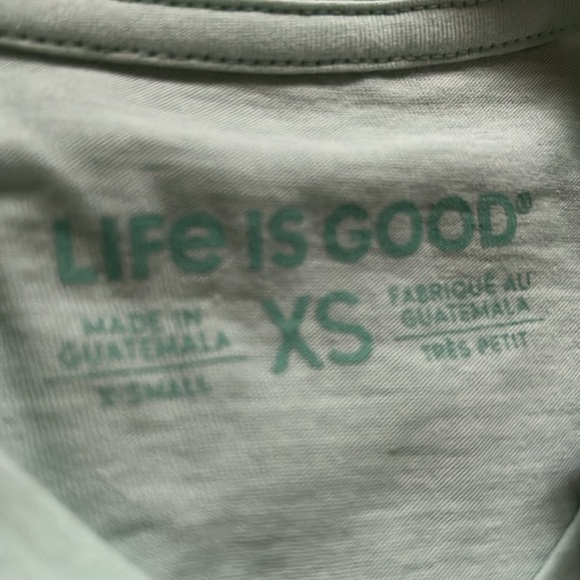 LIFe IS GOOD®
MADE IN
GUATEMALA
X-SMALL
XS
FABRIQUÉ AU
GUATEMALA
TRÈS PETIT